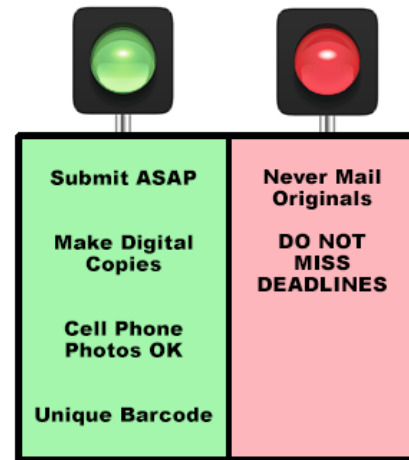 Submit ASAP
Make Digital
Copies
Cell Phone
Photos OK
Unique Barcode
Never Mail
Originals
DO NOT
MISS
DEADLINES